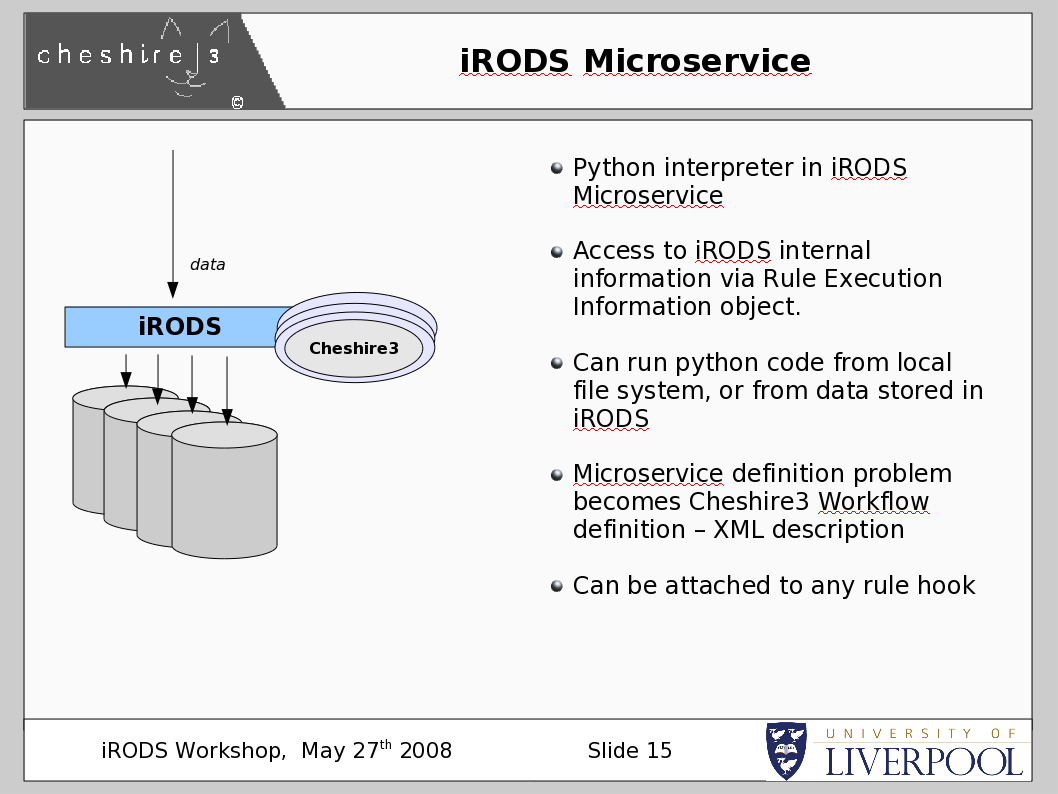 cheshire 3
©
iRODS Microservice
data
iRODS
Cheshire3
Python interpreter in iRODS
Microservice
Access to iRODS internal
information via Rule Execution
Information object.
Can run python code from local
file system, or from data stored in
iRODS
Microservice definition problem
becomes Cheshire3 Workflow
definition – XML description
Can be attached to any rule hook
iRODS Workshop, May 27th 2008
Slide 15
UNIVERSITY OF
LIVERPOOL